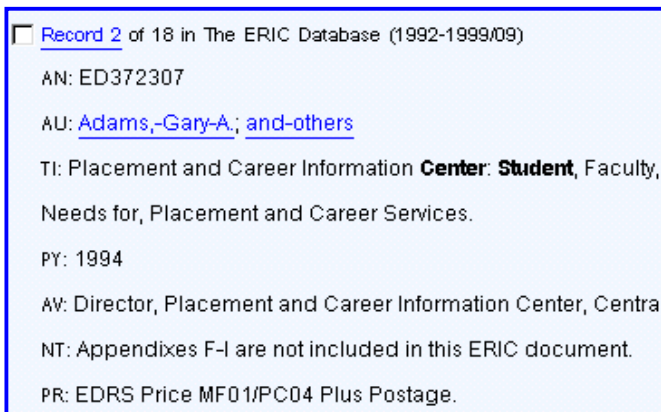 Record 2 of 18 in The ERIC Database (1992-1999/09)
AN: ED372307
AU: Adams,-Gary-A.; and-others
TI: Placement and Career Information Center: Student, Faculty,
Needs for, Placement and Career Services.
PY: 1994
AV: Director, Placement and Career Information Center, Centra
NT: Appendixes F-I are not included in this ERIC document.
PR: EDRS Price MF01/PC04 Plus Postage.